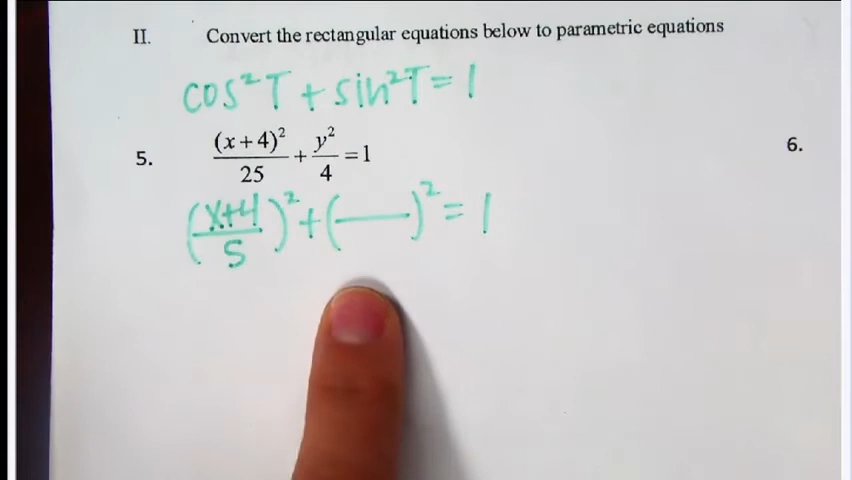 II. Convert the rectangular equations below to parametric equations
cos²T + sin²T = 1
5. (x+4)²/25 + y²/4 = 1 6.
(x+4/5)² + (—)² = 1